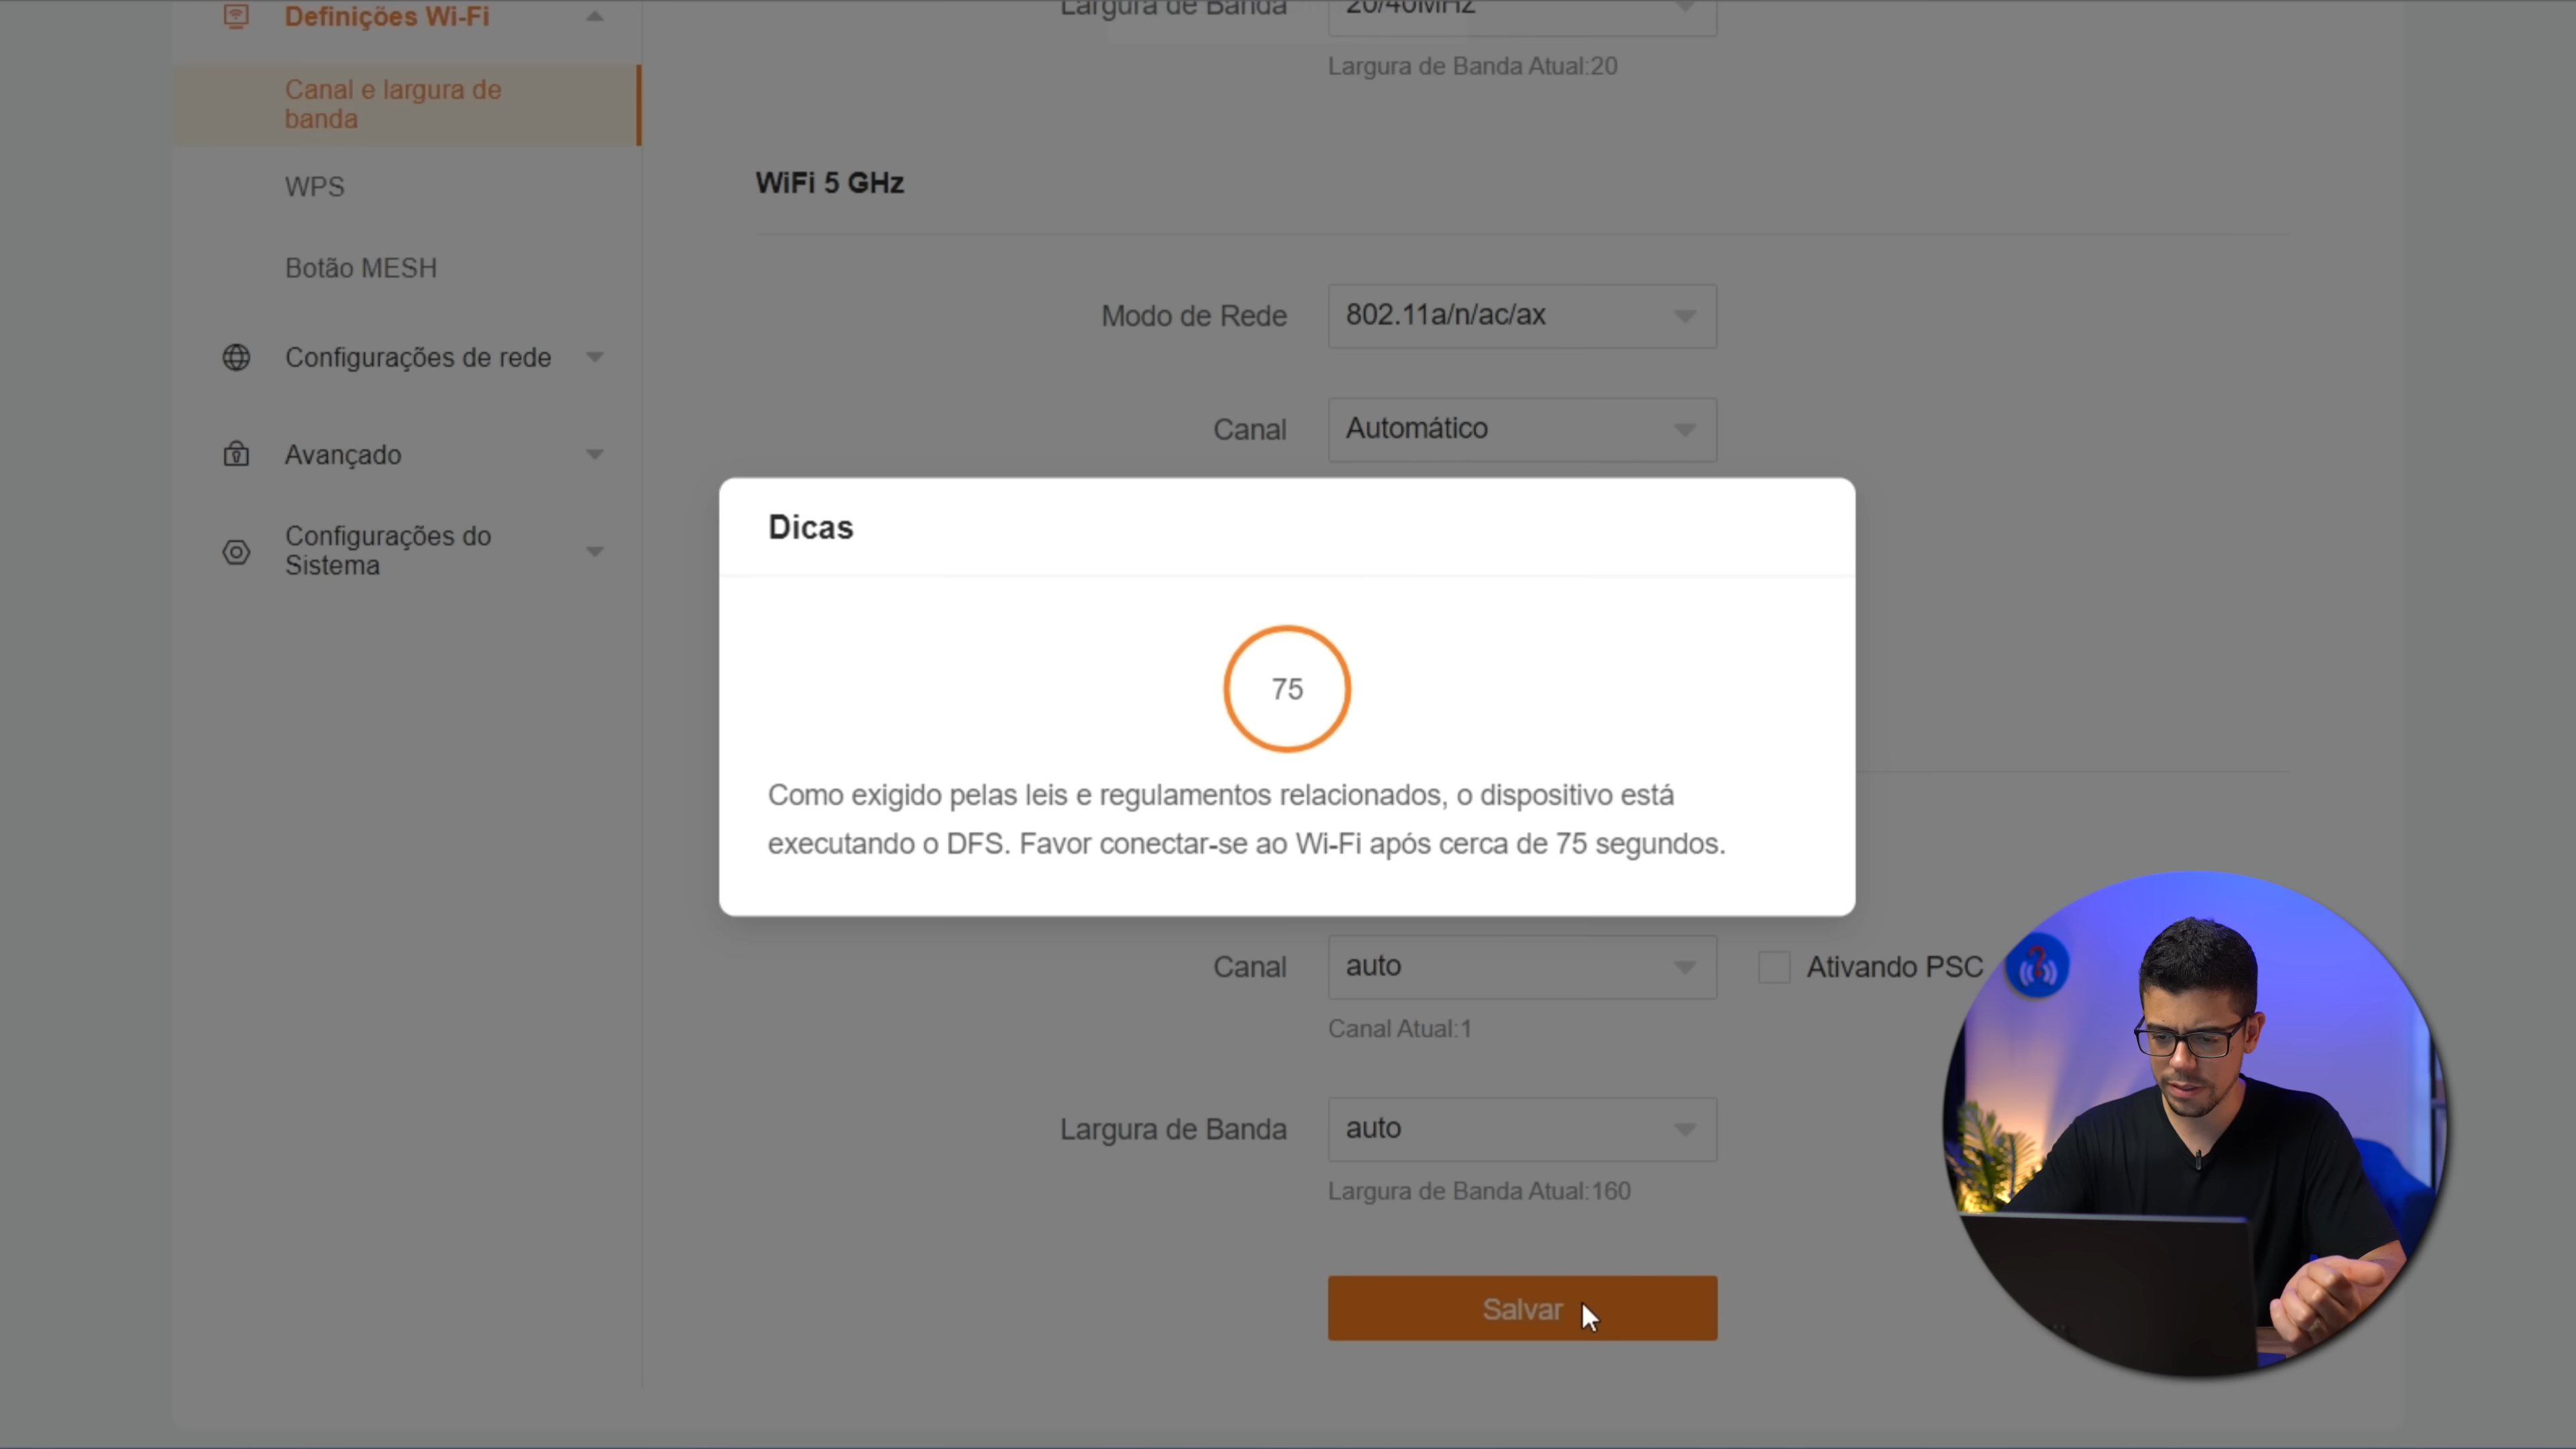 Definições Wi-Fi
Canal e largura de
banda
WPS
Botão MESH
Configurações de rede
Avançado
Configurações do
Sistema
Largura de Banda
20/40MHz
Largura de Banda Atual:20
WiFi 5 GHz
Modo de Rede
802.11a/n/ac/ax
Canal
Automático
Dicas
75
Como exigido pelas leis e regulamentos relacionados, o dispositivo está
executando o DFS. Favor conectar-se ao Wi-Fi após cerca de 75 segundos.
Canal
auto
Ativando PSC
Canal Atual:1
Largura de Banda
auto
Largura de Banda Atual:160
Salvar